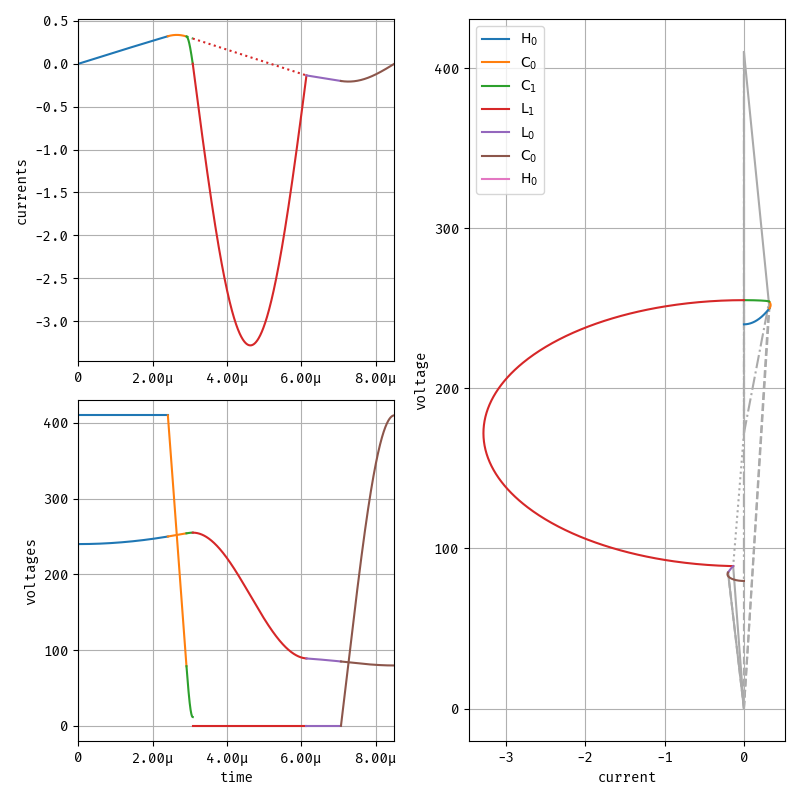 0.5
0.0
-0.5
-1.0
-1.5
-2.0
-2.5
-3.0
currents
0
2.00μ
4.00μ
6.00μ
8.00μ
400
300
200
100
0
voltages
0
2.00μ
4.00μ
6.00μ
8.00μ
time
H₀
C₀
C₁
L₁
L₀
C₀
H₀
400
300
200
100
0
voltage
-3
-2
-1
0
current